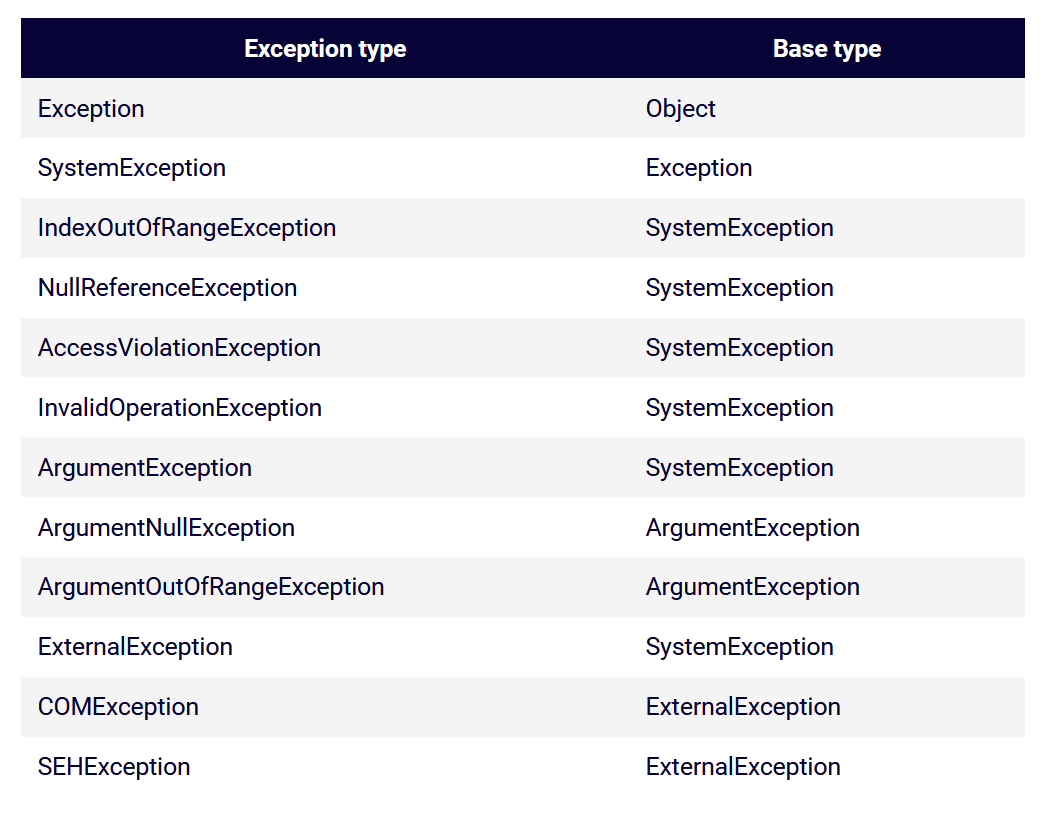 Exception type Base type
Exception Object
SystemException Exception
IndexOutOfRangeException SystemException
NullReferenceException SystemException
AccessViolationException SystemException
InvalidOperationException SystemException
ArgumentException SystemException
ArgumentNullException ArgumentException
ArgumentOutOfRangeException ArgumentException
ExternalException SystemException
COMException ExternalException
SEHException ExternalException